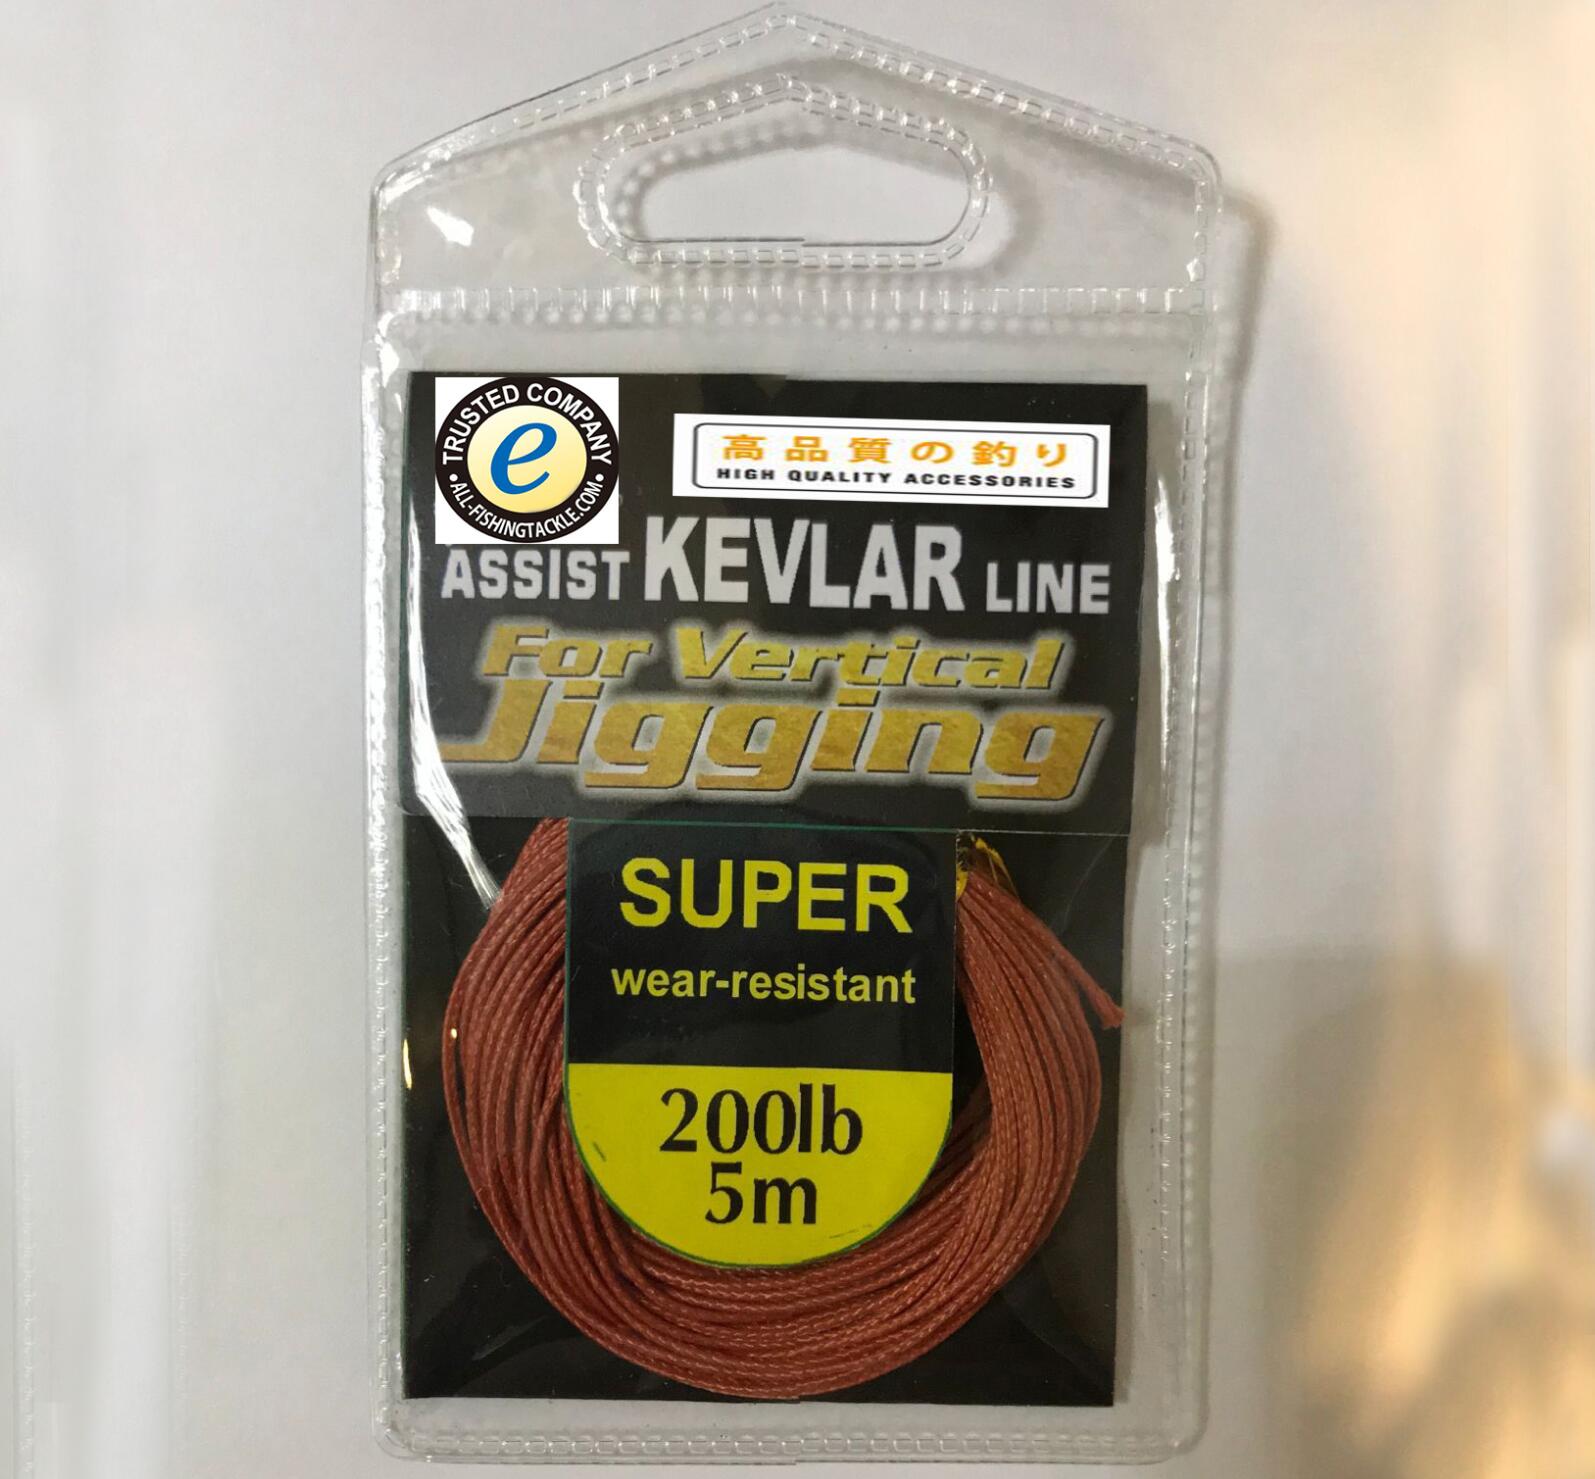 TRUSTED COMPANY
e
ALL-FISHINGTACKLE.COM
高品質の釣り
HIGH QUALITY ACCESSORIES
ASSIST KEVLAR LINE
For Vertical
Jigging
SUPER
wear-resistant
200lb
5m